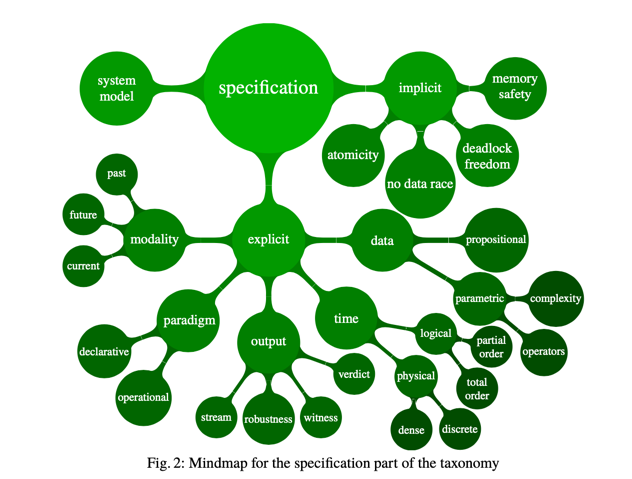 specification
system
model
implicit
memory
safety
atomicity
no data race
deadlock
freedom
explicit
modality
past
future
current
paradigm
declarative
operational
output
stream
robustness
witness
verdict
time
logical
partial
order
total
order
physical
dense
discrete
data
propositional
parametric
complexity
operators
Fig. 2: Mindmap for the specification part of the taxonomy